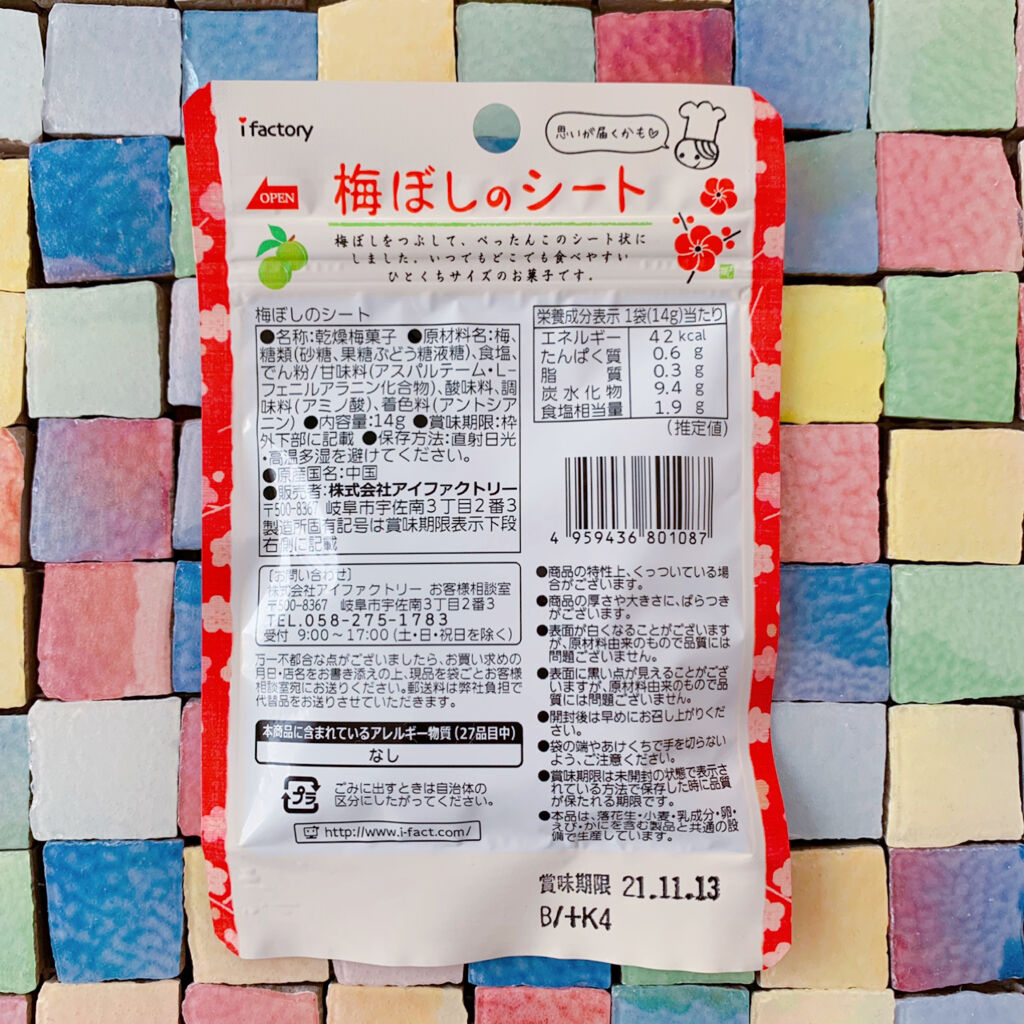 i factory
思いが届くかも♡
OPEN
梅ぼしのシート
梅ぼしをつぶして、ぺったんこのシート状に
しました。いつでもどこでも食べやすい
ひとくちサイズのお菓子です。
梅ぼしのシート
●名称:乾燥梅菓子 ●原材料名:梅、
糖類(砂糖、果糖ぶどう糖液糖)、食塩、
でん粉/甘味料(アスパルテーム・L-
フェニルアラニン化合物)、酸味料、調
味料(アミノ酸)、着色料(アントシア
ニン) ●内容量:14g ●賞味期限:枠
外下部に記載 ●保存方法:直射日光
・高温多湿を避けてください。
●原産国名:中国
●販売者:株式会社アイファクトリー
〒500-8367 岐阜市宇佐南3丁目2番3
製造所固有記号は賞味期限表示下段
右側に記載
[お問い合わせ]
株式会社アイファクトリー お客様相談室
〒500-8367 岐阜市宇佐南3丁目2番3
TEL.058-275-1783
受付 9:00～17:00(土・日・祝日を除く)
万一不都合な点がございましたら、お買い求めの
月日・店名をお書き添えの上、現品を袋ごとお客様
相談室宛にお送りください。郵送料は弊社負担で
代替品をお送りさせていただきます。
本商品に含まれているアレルギー物質(27品目中)
なし
プラ
ごみに出すときは自治体の
区分にしたがってください。
http://www.i-fact.com/
栄養成分表示 1袋(14g)当たり
エネルギー 42 kcal
たんぱく質 0.6 g
脂質 0.3 g
炭水化物 9.4 g
食塩相当量 1.9 g
(推定値)
4 959436 801087
●商品の特性上、くっついている場
合がございます。
●商品の厚さや大きさに、ばらつき
がございます。
●表面が白くなることがございます
が、原材料由来のもので品質には
問題ございません。
●表面に黒い点が見えることがござ
いますが、原材料由来のもので品
質には問題ございません。
●開封後は早めにお召し上がりくだ
さい。
●袋の端やあけくちで手を切らない
よう、ご注意ください。
●賞味期限は未開封の状態で表示さ
れている方法で保存した時に品質
が保たれる期限です。
●本品は、落花生・小麦・乳成分・卵・
えび・かにを含む製品と共通の設
備で生産しています。
賞味期限 21.11.13
B/+K4